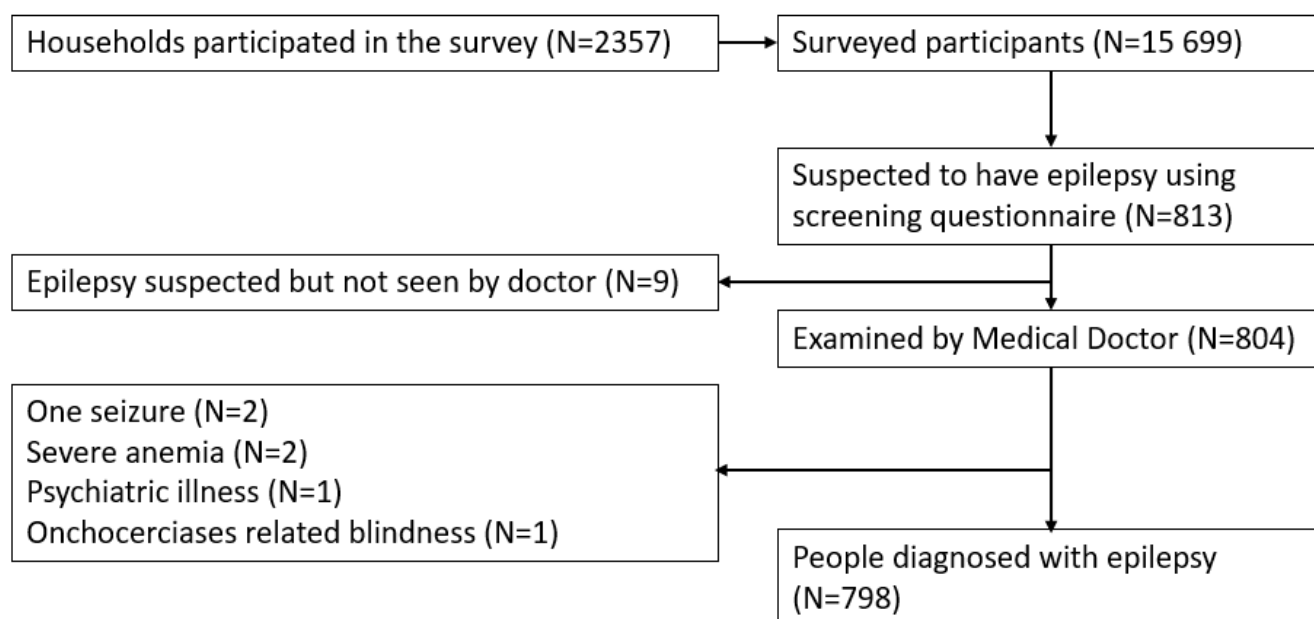 Households participated in the survey (N=2357)
Surveyed participants (N=15 699)
Suspected to have epilepsy using
screening questionnaire (N=813)
Epilepsy suspected but not seen by doctor (N=9)
Examined by Medical Doctor (N=804)
One seizure (N=2)
Severe anemia (N=2)
Psychiatric illness (N=1)
Onchocerciases related blindness (N=1)
People diagnosed with epilepsy
(N=798)